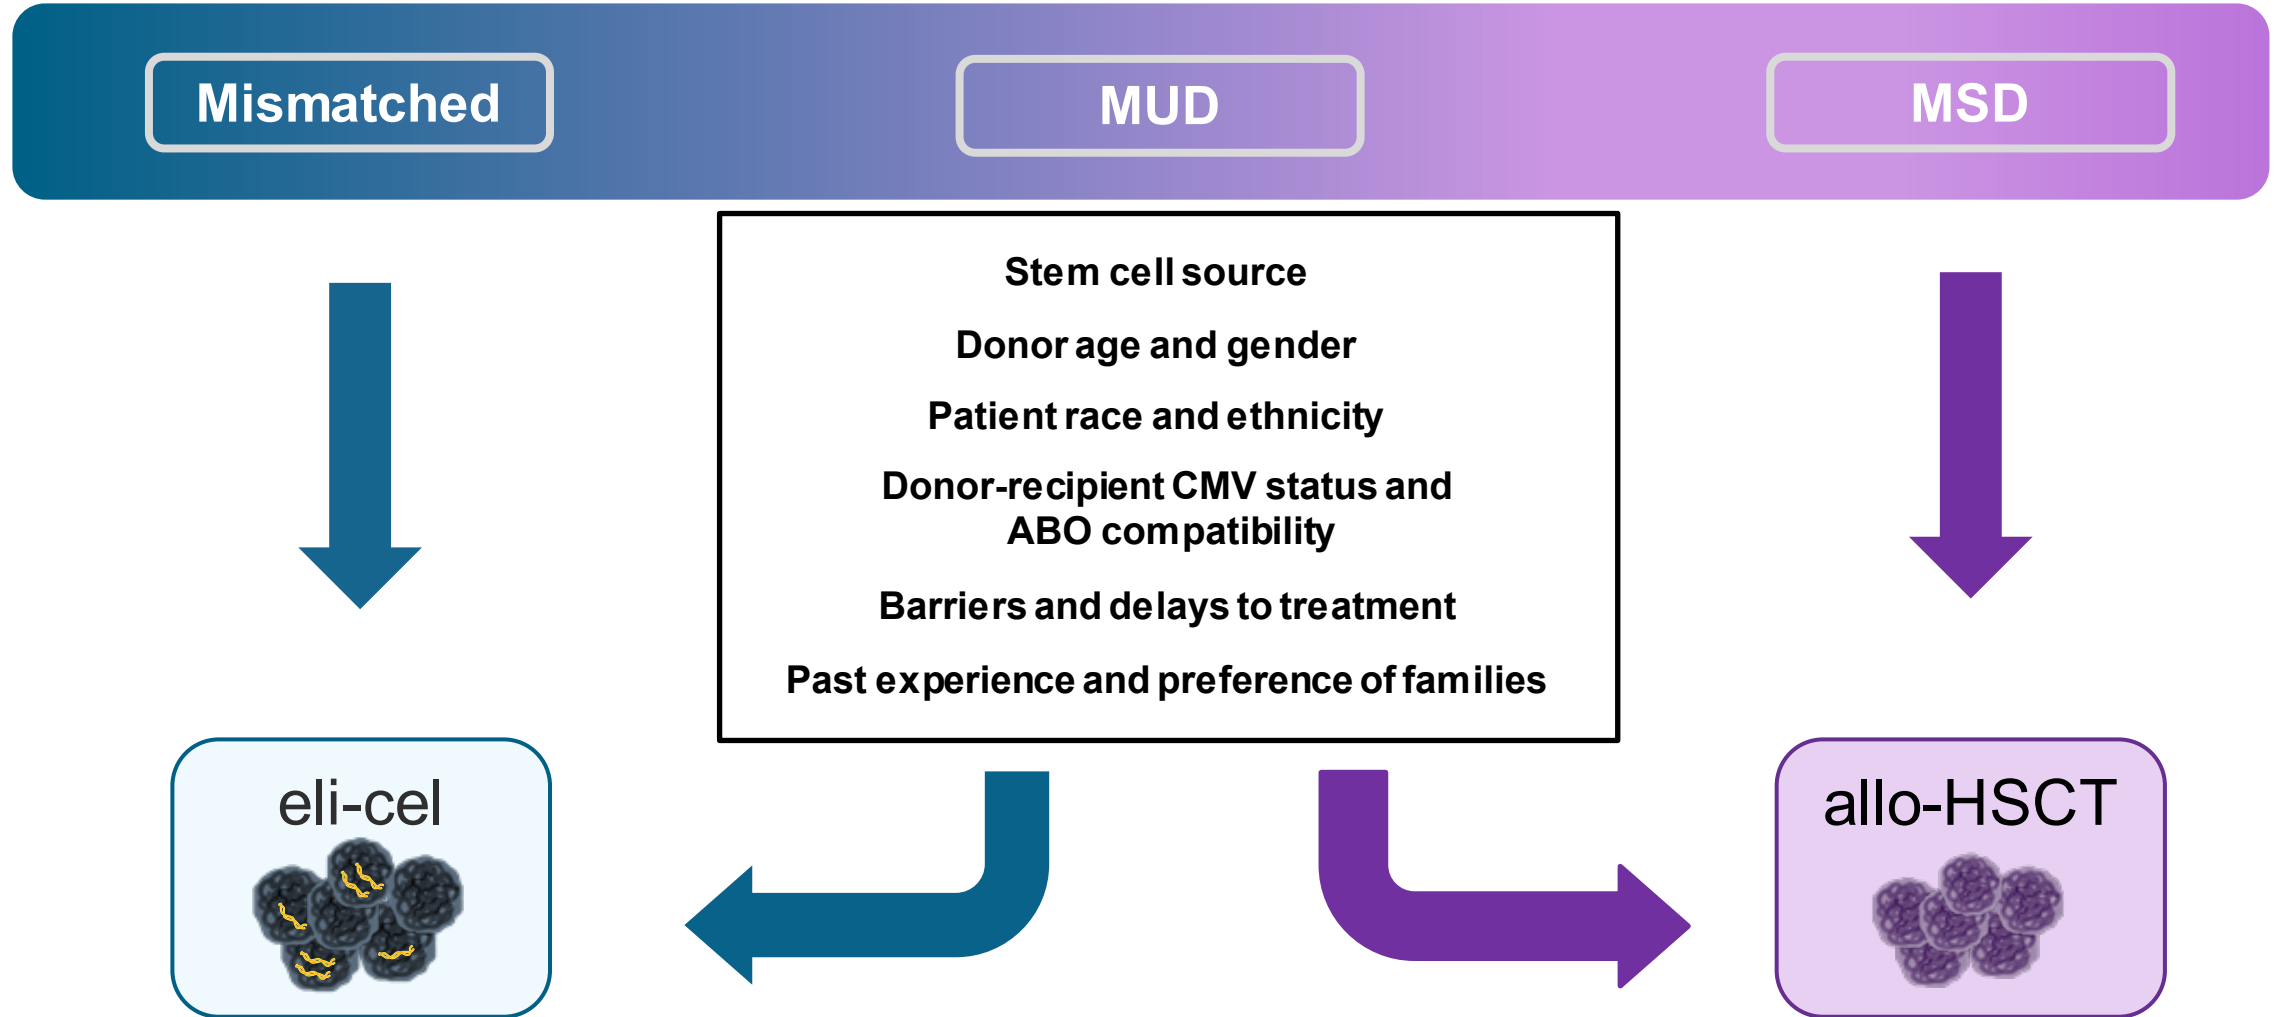 Mismatched
MUD
MSD
Stem cell source
Donor age and gender
Patient race and ethnicity
Donor-recipient CMV status and
ABO compatibility
Barriers and delays to treatment
Past experience and preference of families
eli-cel
allo-HSCT